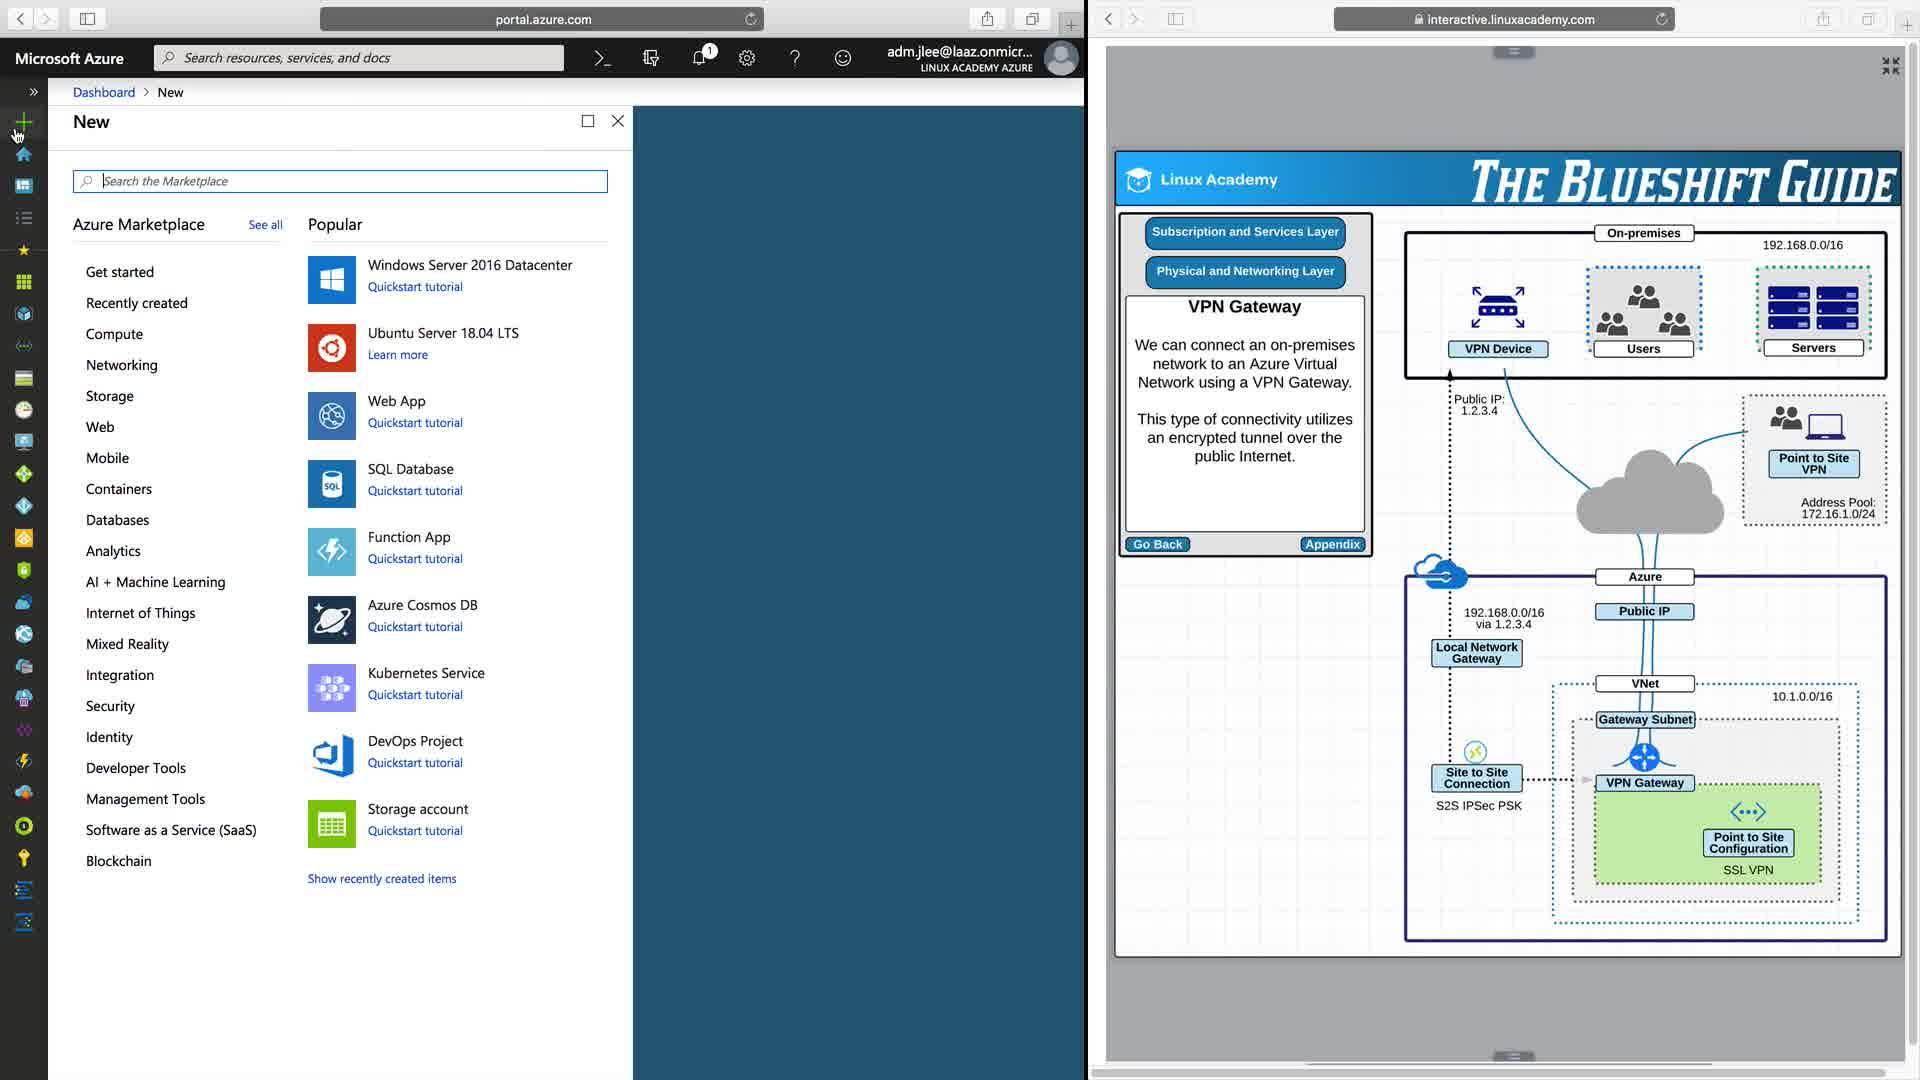 portal.azure.com
Microsoft Azure
Search resources, services, and docs
1
adm.jlee@laaz.onmicr...
LINUX ACADEMY AZURE
Dashboard > New
New
Search the Marketplace
Azure Marketplace
See all
Get started
Recently created
Compute
Networking
Storage
Web
Mobile
Containers
Databases
Analytics
AI + Machine Learning
Internet of Things
Mixed Reality
Integration
Security
Identity
Developer Tools
Management Tools
Software as a Service (SaaS)
Blockchain
Popular
Windows Server 2016 Datacenter
Quickstart tutorial
Ubuntu Server 18.04 LTS
Learn more
Web App
Quickstart tutorial
SQL
SQL Database
Quickstart tutorial
Function App
Quickstart tutorial
Azure Cosmos DB
Quickstart tutorial
Kubernetes Service
Quickstart tutorial
DevOps Project
Quickstart tutorial
Storage account
Quickstart tutorial
Show recently created items
interactive.linuxacademy.com
Linux Academy
THE BLUESHIFT GUIDE
Subscription and Services Layer
Physical and Networking Layer
VPN Gateway
We can connect an on-premises
network to an Azure Virtual
Network using a VPN Gateway.
This type of connectivity utilizes
an encrypted tunnel over the
public Internet.
Go Back
Appendix
On-premises
192.168.0.0/16
VPN Device
Users
Servers
Public IP:
1.2.3.4
Point to Site
VPN
Address Pool:
172.16.1.0/24
Azure
Public IP
192.168.0.0/16
via 1.2.3.4
Local Network
Gateway
VNet
10.1.0.0/16
Gateway Subnet
Site to Site
Connection
S2S IPSec PSK
VPN Gateway
Point to Site
Configuration
SSL VPN